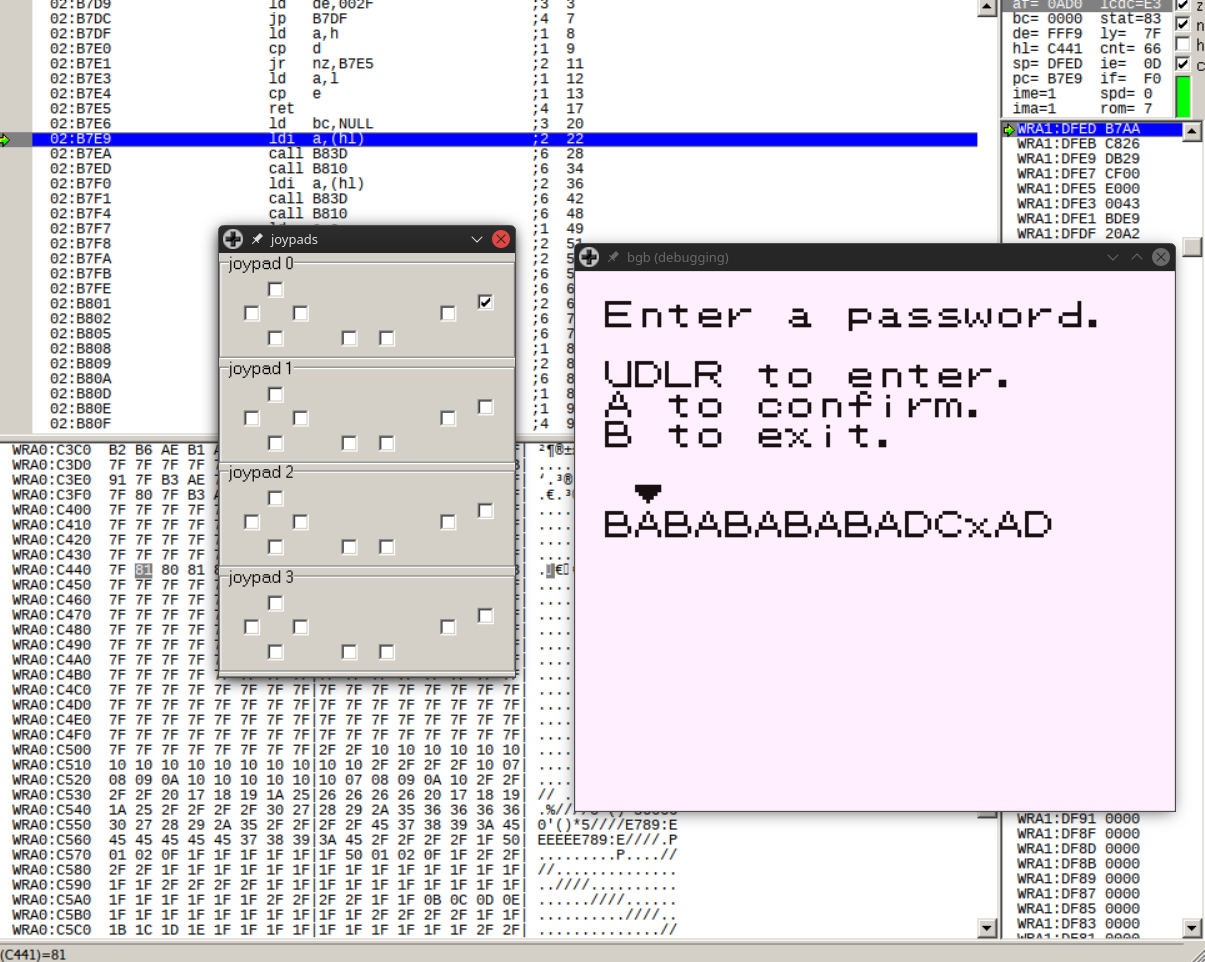 02:B7D9 ld de,002F ;3 3
02:B7DC jp B7DF ;4 7
02:B7DF ld a,h ;1 8
02:B7E0 cp d ;1 9
02:B7E1 jr nz,B7E5 ;2 11
02:B7E3 ld a,l ;1 12
02:B7E4 cp e ;1 13
02:B7E5 ret ;4 17
02:B7E6 ld bc,NULL ;3 20
02:B7E9 ldi a,(hl) ;2 22
02:B7EA call B83D ;6 28
02:B7ED call B810 ;6 34
02:B7F0 ldi a,(hl) ;2 36
02:B7F1 call B83D ;6 42
02:B7F4 call B810 ;6 48
02:B7F7 ;1 49
02:B7F8 ;2 51
02:B7FA ;2 5
02:B7FB ;6 5
02:B7FE ;6 6
02:B801 ;2 6
02:B802 ;6 7
02:B805 ;6 7
02:B808 ;1 8
02:B809 ;2 8
02:B80A ;6 8
02:B80D ;1 8
02:B80E ;1 9
02:B80F ;4 9
af= 0AD0 lcdc=E3 z
bc= 0000 stat=83 n
de= FFF9 ly= 7F h
hl= C441 cnt= 66 c
sp= DFED ie= 0D
pc= B7E9 if= F0
ime=1 spd= 0
ima=1 rom= 7
WRA1:DFED B7AA
WRA1:DFEB C826
WRA1:DFE9 DB29
WRA1:DFE7 CF00
WRA1:DFE5 E000
WRA1:DFE3 0043
WRA1:DFE1 BDE9
WRA1:DFDF 20A2
joypads
joypad 0
joypad 1
joypad 2
joypad 3
bgb (debugging)
Enter a password.
UDLR to enter.
A to confirm.
B to exit.
BABABABABADCxAD
WRA0:C3C0 B2 B6 AE B1
WRA0:C3D0 7F 7F 7F 7F
WRA0:C3E0 91 7F B3 AE
WRA0:C3F0 7F 80 7F B3
WRA0:C400 7F 7F 7F 7F
WRA0:C410 7F 7F 7F 7F
WRA0:C420 7F 7F 7F 7F
WRA0:C430 7F 7F 7F 7F
WRA0:C440 7F 81 80 81
WRA0:C450 7F 7F 7F 7F
WRA0:C460 7F 7F 7F 7F
WRA0:C470 7F 7F 7F 7F
WRA0:C480 7F 7F 7F 7F
WRA0:C490 7F 7F 7F 7F
WRA0:C4A0 7F 7F 7F 7F
WRA0:C4B0 7F 7F 7F 7F
WRA0:C4C0 7F 7F 7F 7F 7F 7F 7F 7F|7F 7F 7F 7F 7F 7F 7F 7F|
WRA0:C4D0 7F 7F 7F 7F 7F 7F 7F 7F|7F 7F 7F 7F 7F 7F 7F 7F|
WRA0:C4E0 7F 7F 7F 7F 7F 7F 7F 7F|7F 7F 7F 7F 7F 7F 7F 7F|
WRA0:C4F0 7F 7F 7F 7F 7F 7F 7F 7F|7F 7F 7F 7F 7F 7F 7F 7F|
WRA0:C500 7F 7F 7F 7F 7F 7F 7F 7F|2F 2F 10 10 10 10 10 10|
WRA0:C510 10 10 10 10 10 10 10 10|10 10 2F 2F 2F 2F 10 07|
WRA0:C520 08 09 0A 10 10 10 10 10|10 07 08 09 0A 10 2F 2F|
WRA0:C530 2F 2F 20 17 18 19 1A 25|26 26 26 26 20 17 18 19| //
WRA0:C540 1A 25 2F 2F 2F 2F 30 27|28 29 2A 35 36 36 36 36|
WRA0:C550 30 27 28 29 2A 35 2F 2F|2F 2F 45 37 38 39 3A 45| 0'()*5////E789:E
WRA0:C560 45 45 45 45 45 37 38 39|3A 45 2F 2F 2F 2F 1F 50| EEEEE789:E////.P
WRA0:C570 01 02 0F 1F 1F 1F 1F 1F|1F 50 01 02 0F 1F 2F 2F| .........P....//
WRA0:C580 2F 2F 1F 1F 1F 1F 1F 1F|1F 1F 1F 1F 1F 1F 1F 1F| //..............
WRA0:C590 1F 1F 2F 2F 2F 2F 1F 1F|1F 1F 1F 1F 1F 1F 1F 1F| ..////..........
WRA0:C5A0 1F 1F 1F 1F 1F 1F 2F 2F|2F 2F 1F 1F 0B 0C 0D 0E| ......////......
WRA0:C5B0 1F 1F 1F 1F 1F 1F 1F 1F|1F 1F 2F 2F 2F 2F 1F 1F| ..........////..
WRA0:C5C0 1B 1C 1D 1E 1F 1F 1F 1F|1F 1F 1F 1F 1F 1F 2F 2F| ..............//
WRA1:DF91 0000
WRA1:DF8F 0000
WRA1:DF8D 0000
WRA1:DF8B 0000
WRA1:DF89 0000
WRA1:DF87 0000
WRA1:DF85 0000
WRA1:DF83 0000
WRA1:DF81 0000
(C441)=81